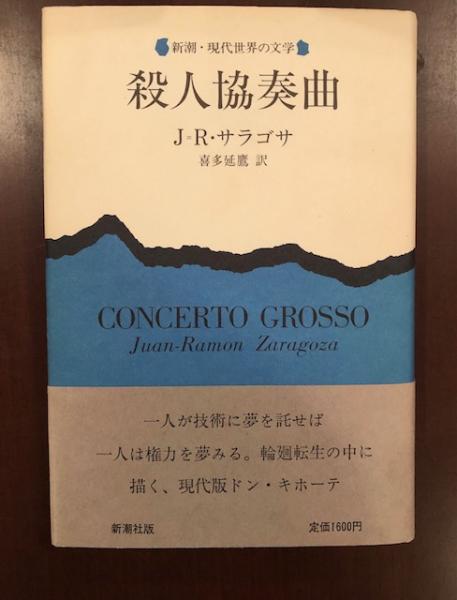 新潮・現代世界の文学
殺人協奏曲
J=R・サラゴサ
喜多延鷹 訳
CONCERTO GROSSO
Juan-Ramon Zaragoza
一人が技術に夢を託せば
一人は権力を夢みる。輪廻転生の中に
描く、現代版ドン・キホーテ
新潮社版
定価1600円